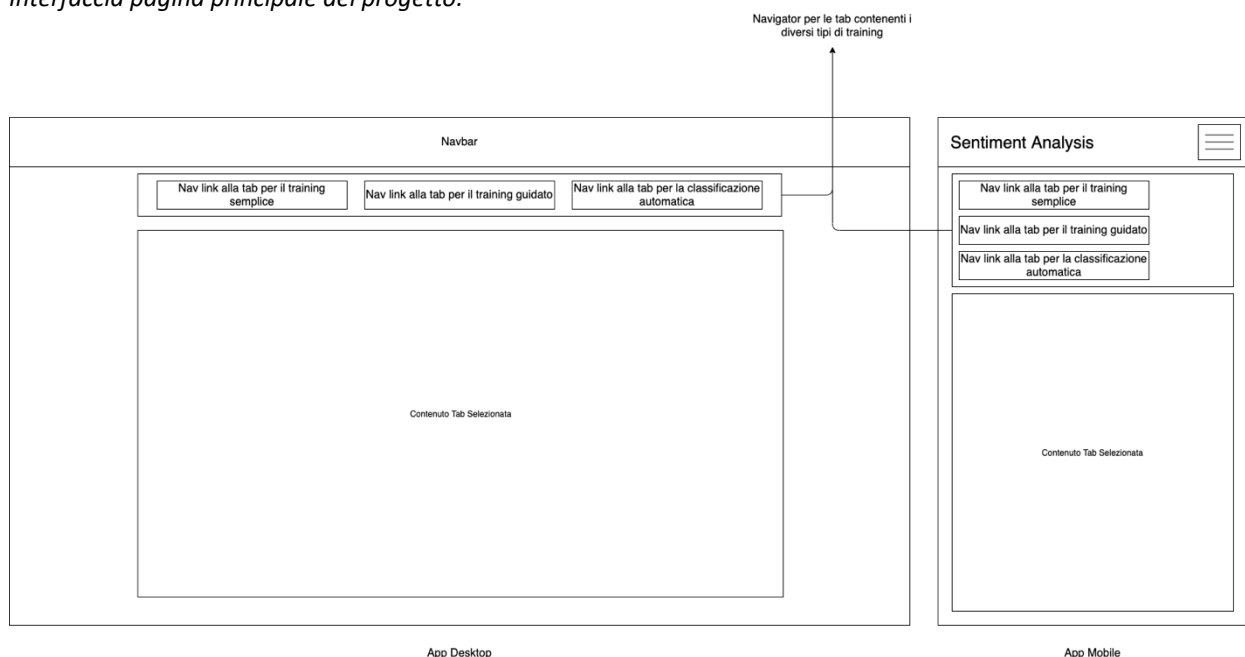 Interfaccia pagina principale del progetto:
Navigator per le tab contenenti i
diversi tipi di training
Navbar
Nav link alla tab per il training
semplice
Nav link alla tab per il training guidato
Nav link alla tab per la classificazione
automatica
Contenuto Tab Selezionata
App Desktop
Sentiment Analysis
Nav link alla tab per il training
semplice
Nav link alla tab per il training guidato
Nav link alla tab per la classificazione
automatica
Contenuto Tab Selezionata
App Mobile